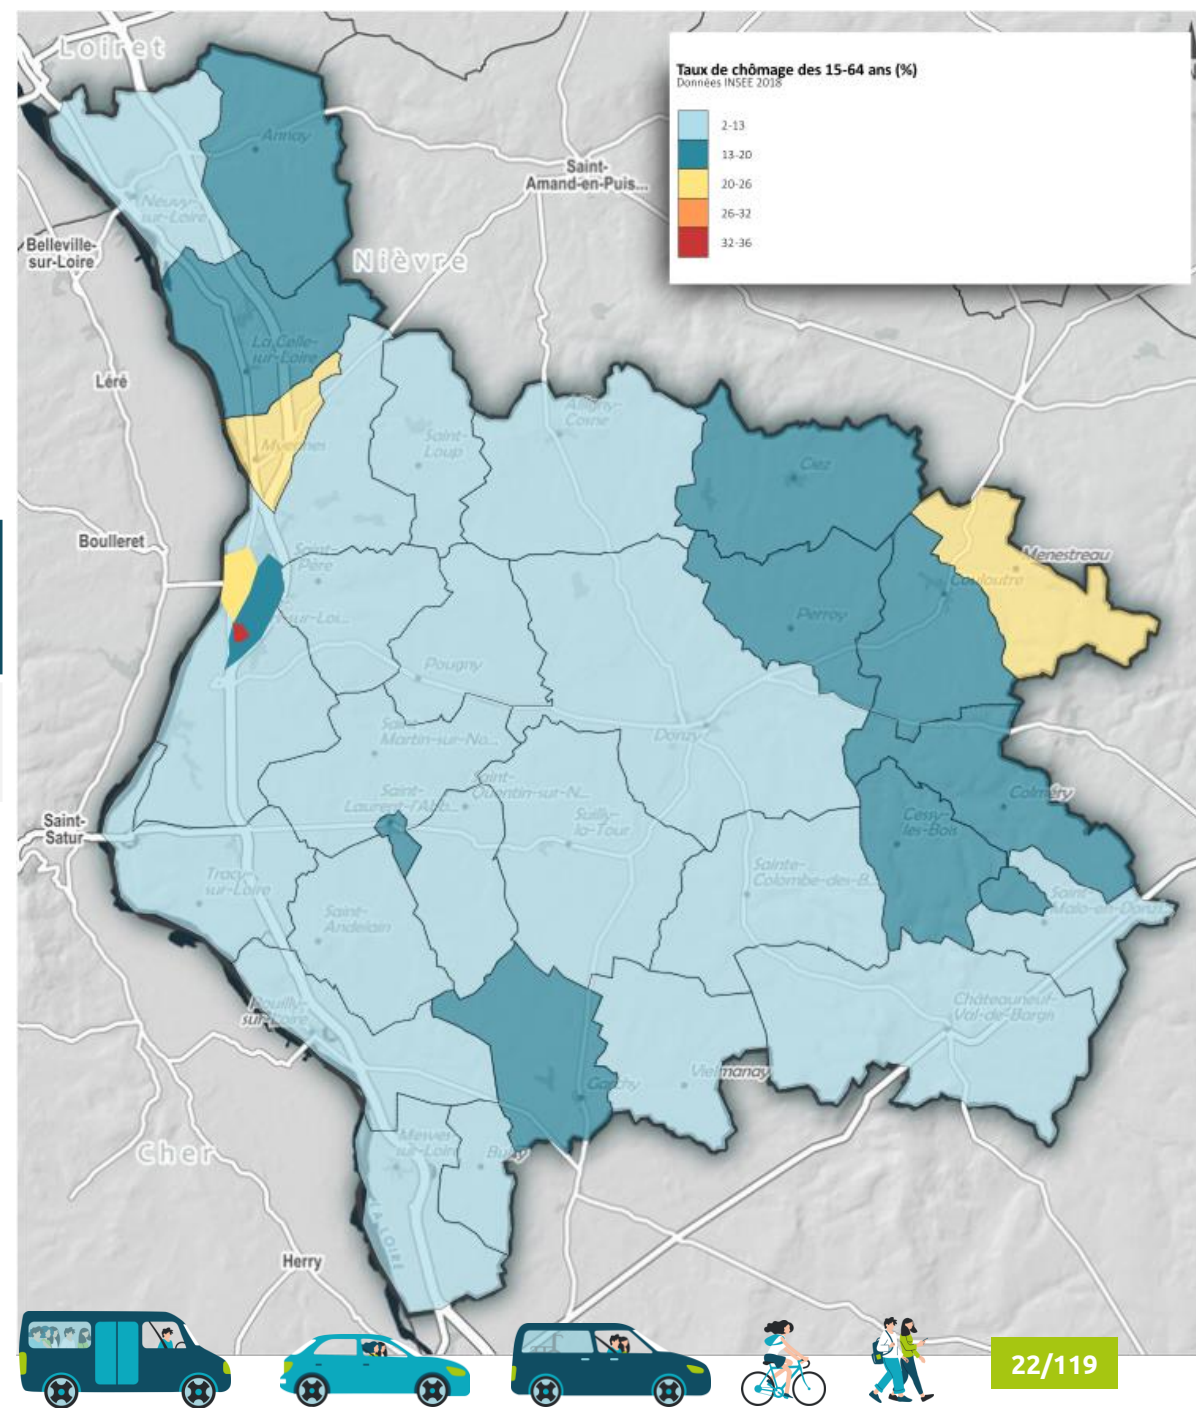 Loiret
Taux de chômage des 15-64 ans (%)
Données INSEE 2018
2-13
13-20
20-26
26-32
32-36
Annay
Saint-
Amand-en-Puis...
Neuvy-
sur-Loire
Belleville-
sur-Loire
Nièvre
La Celle-
sur-Loire
Léré
Alligny-
Cosne
Saint-
Loup
Myennes
Ciez
Boulleret
Saint-
Père
Menestreau
Couloutre
-sur-Loi...
Perroy
Pougny
Saint-
Martin-sur-No...
Donzy
Saint-
Quentin-sur-N...
Saint-
Laurent-l'Abb...
Colméry
Saint-
Satur
Suilly-
la-Tour
Cessy-
les-Bois
Tracy-
sur-Loire
Sainte-
Colombe-des-B...
Saint-
Malo-en-Donz...
Saint-
Andelain
Pouilly-
sur-Loire
Châteauneuf-
Val-de-Bargis
Garchy
Vielmanay
Cher
Mesves-
sur-Loire
Bulcy
LA LOIRE
Herry
22/119